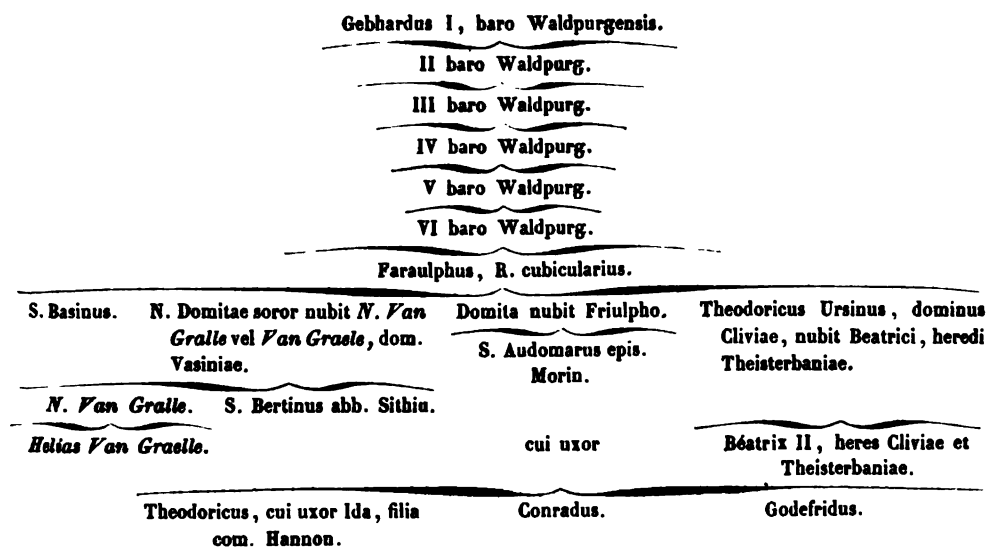 Gebhardus I, baro Waldpurgensis.
II baro Waldpurg.
III baro Waldpurg.
IV baro Waldpurg.
V baro Waldpurg.
VI baro Waldpurg.
Faraulphus, R. cubicularius.
S. Basinus.
N. Domitae soror nubit N. Van
Gralle vel Van Graele, dom.
Vasiniae.
Domita nubit Friulpho.
S. Audomarus epis.
Morin.
Theodoricus Ursinus, dominus
Cliviae, nubit Beatrici, heredi
Theisterbaniae.
N. Van Gralle.
S. Bertinus abb. Sithiu.
Helias Van Graelle.
cui uxor
Béatrix II, heres Cliviae et
Theisterbaniae.
Theodoricus, cui uxor Ida, filia
com. Hannon.
Conradus.
Godefridus.